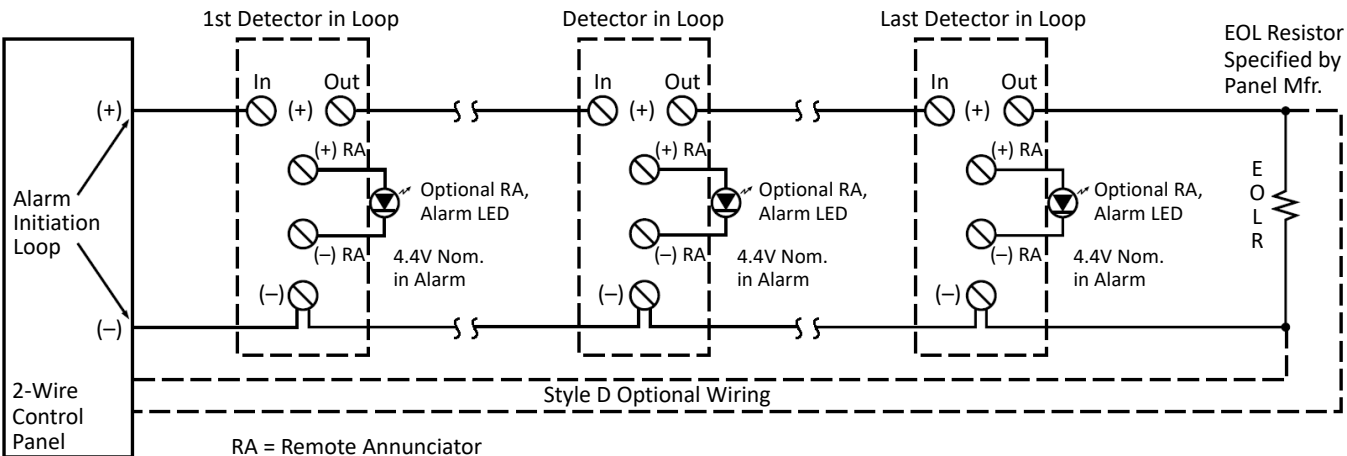 1st Detector in Loop
Detector in Loop
Last Detector in Loop
EOL Resistor
Specified by
Panel Mfr.
In
Out
In
Out
In
Out
(+)
(+)
(+)
(+)
(+) RA
(+) RA
(+) RA
Alarm
Initiation
Loop
Optional RA,
Alarm LED
Optional RA,
Alarm LED
Optional RA,
Alarm LED
E
O
L
R
(–) RA
(–) RA
(–) RA
4.4V Nom.
in Alarm
4.4V Nom.
in Alarm
4.4V Nom.
in Alarm
(–)
(–)
(–)
(–)
2-Wire
Control
Panel
Style D Optional Wiring
RA = Remote Annunciator